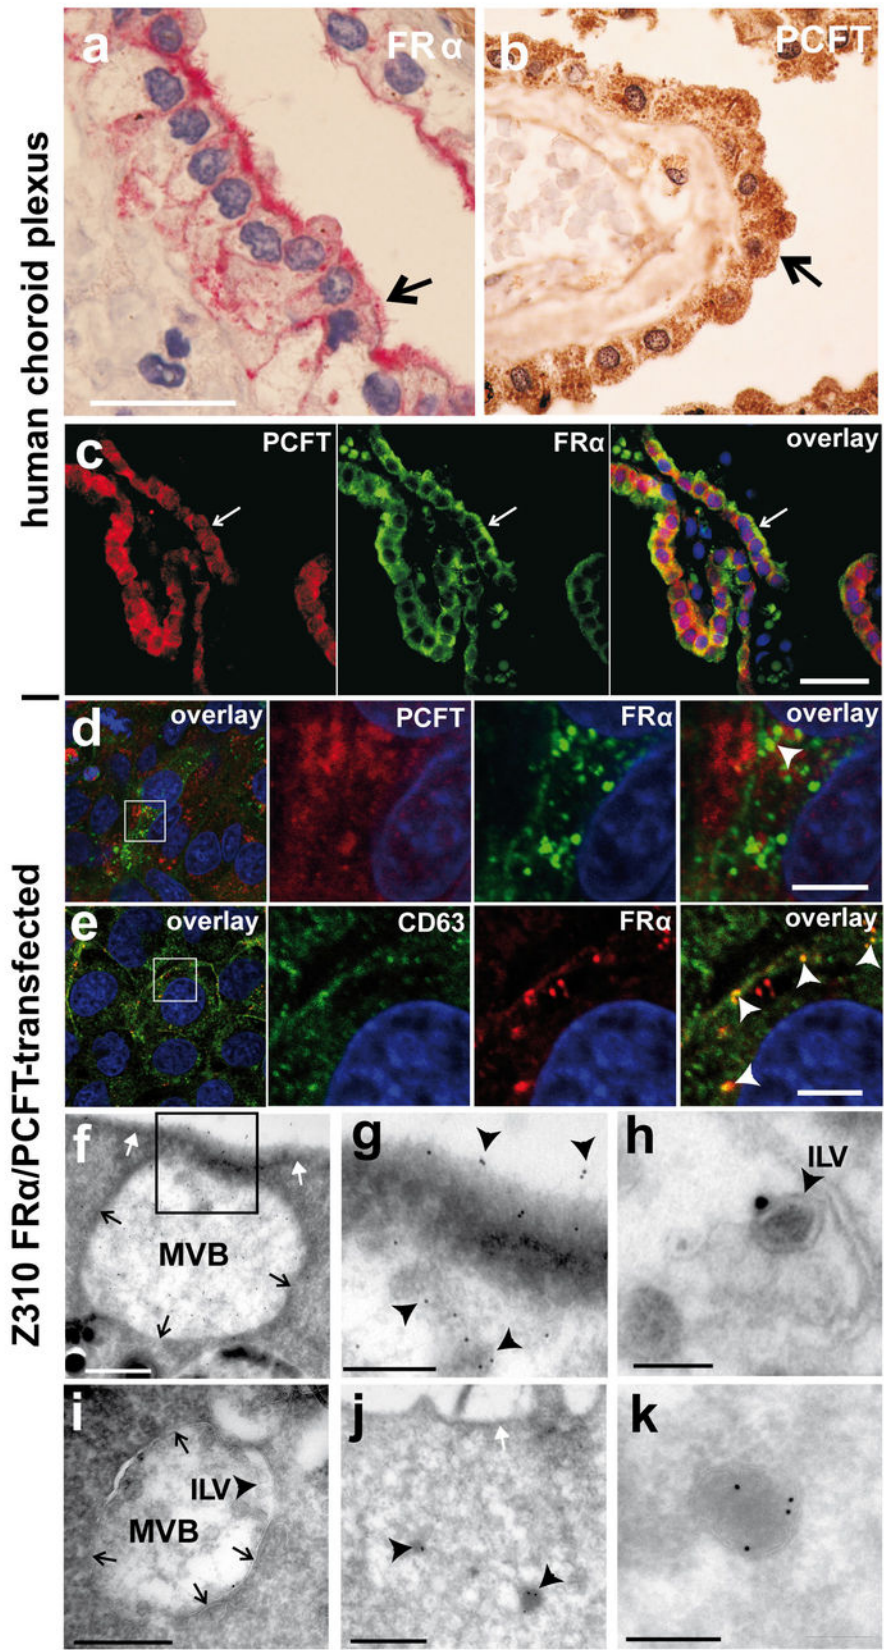 human choroid plexus
a
FRα
b
PCFT
c
PCFT
FRα
overlay
Z310 FRα/PCFT-transfected
d
overlay
PCFT
FRα
overlay
e
overlay
CD63
FRα
overlay
f
MVB
g
h
ILV
i
ILV
MVB
j
k